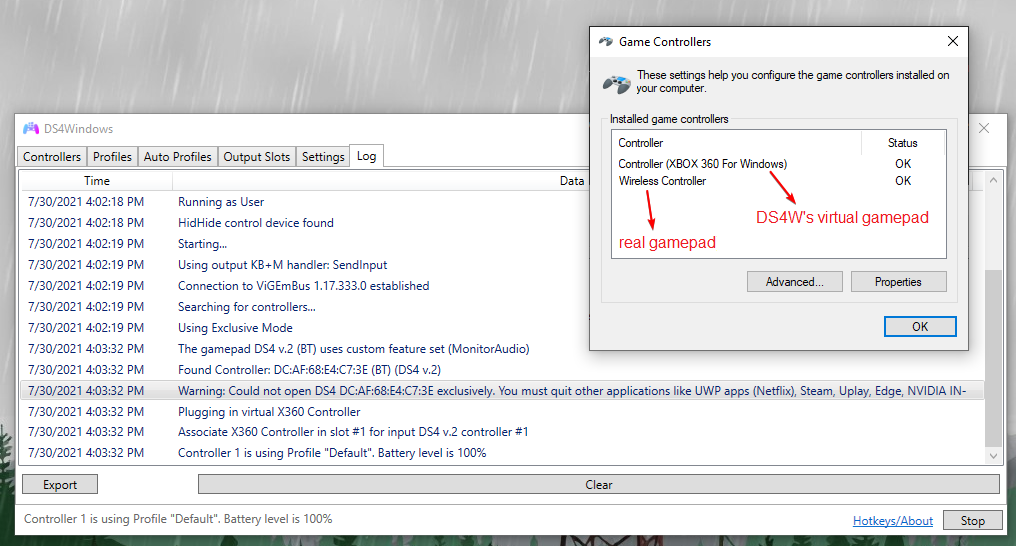 DS4Windows
Controllers
Profiles
Auto Profiles
Output Slots
Settings
Log
Time
Data
7/30/2021 4:02:18 PM Running as User
7/30/2021 4:02:18 PM HidHide control device found
7/30/2021 4:02:19 PM Starting...
7/30/2021 4:02:19 PM Using output KB+M handler: SendInput
7/30/2021 4:02:19 PM Connection to ViGEmBus 1.17.333.0 established
7/30/2021 4:02:19 PM Searching for controllers...
7/30/2021 4:02:19 PM Using Exclusive Mode
7/30/2021 4:03:32 PM The gamepad DS4 v.2 (BT) uses custom feature set (MonitorAudio)
7/30/2021 4:03:32 PM Found Controller: DC:AF:68:E4:C7:3E (BT) (DS4 v.2)
7/30/2021 4:03:32 PM Warning: Could not open DS4 DC:AF:68:E4:C7:3E exclusively. You must quit other applications like UWP apps (Netflix), Steam, Uplay, Edge, NVIDIA IN-
7/30/2021 4:03:32 PM Plugging in virtual X360 Controller
7/30/2021 4:03:32 PM Associate X360 Controller in slot #1 for input DS4 v.2 controller #1
7/30/2021 4:03:32 PM Controller 1 is using Profile "Default". Battery level is 100%
Export
Clear
Controller 1 is using Profile "Default". Battery level is 100%
Hotkeys/About
Stop
Game Controllers
These settings help you configure the game controllers installed on
your computer.
Installed game controllers
Controller Status
Controller (XBOX 360 For Windows) OK
Wireless Controller OK
DS4W's virtual gamepad
real gamepad
Advanced...
Properties
OK